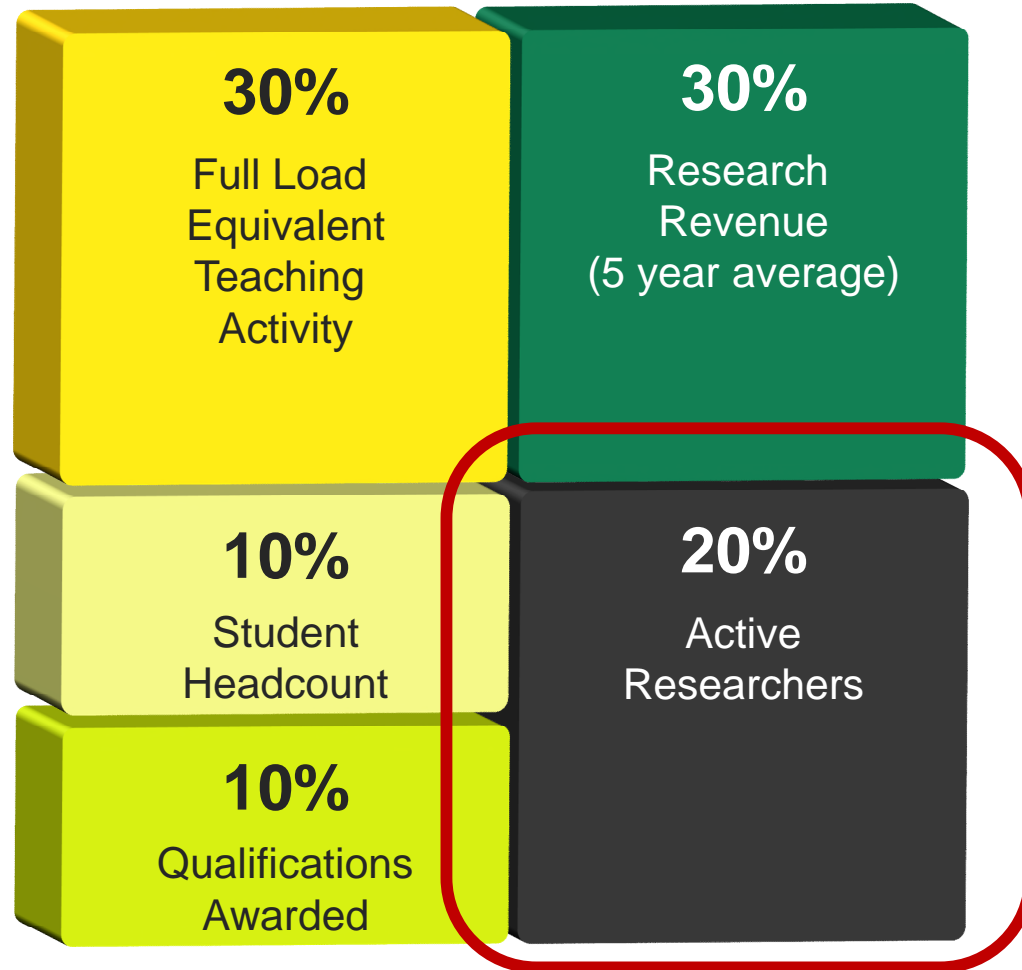 30%
Full Load
Equivalent
Teaching
Activity
30%
Research
Revenue
(5 year average)
10%
Student
Headcount
20%
Active
Researchers
10%
Qualifications
Awarded